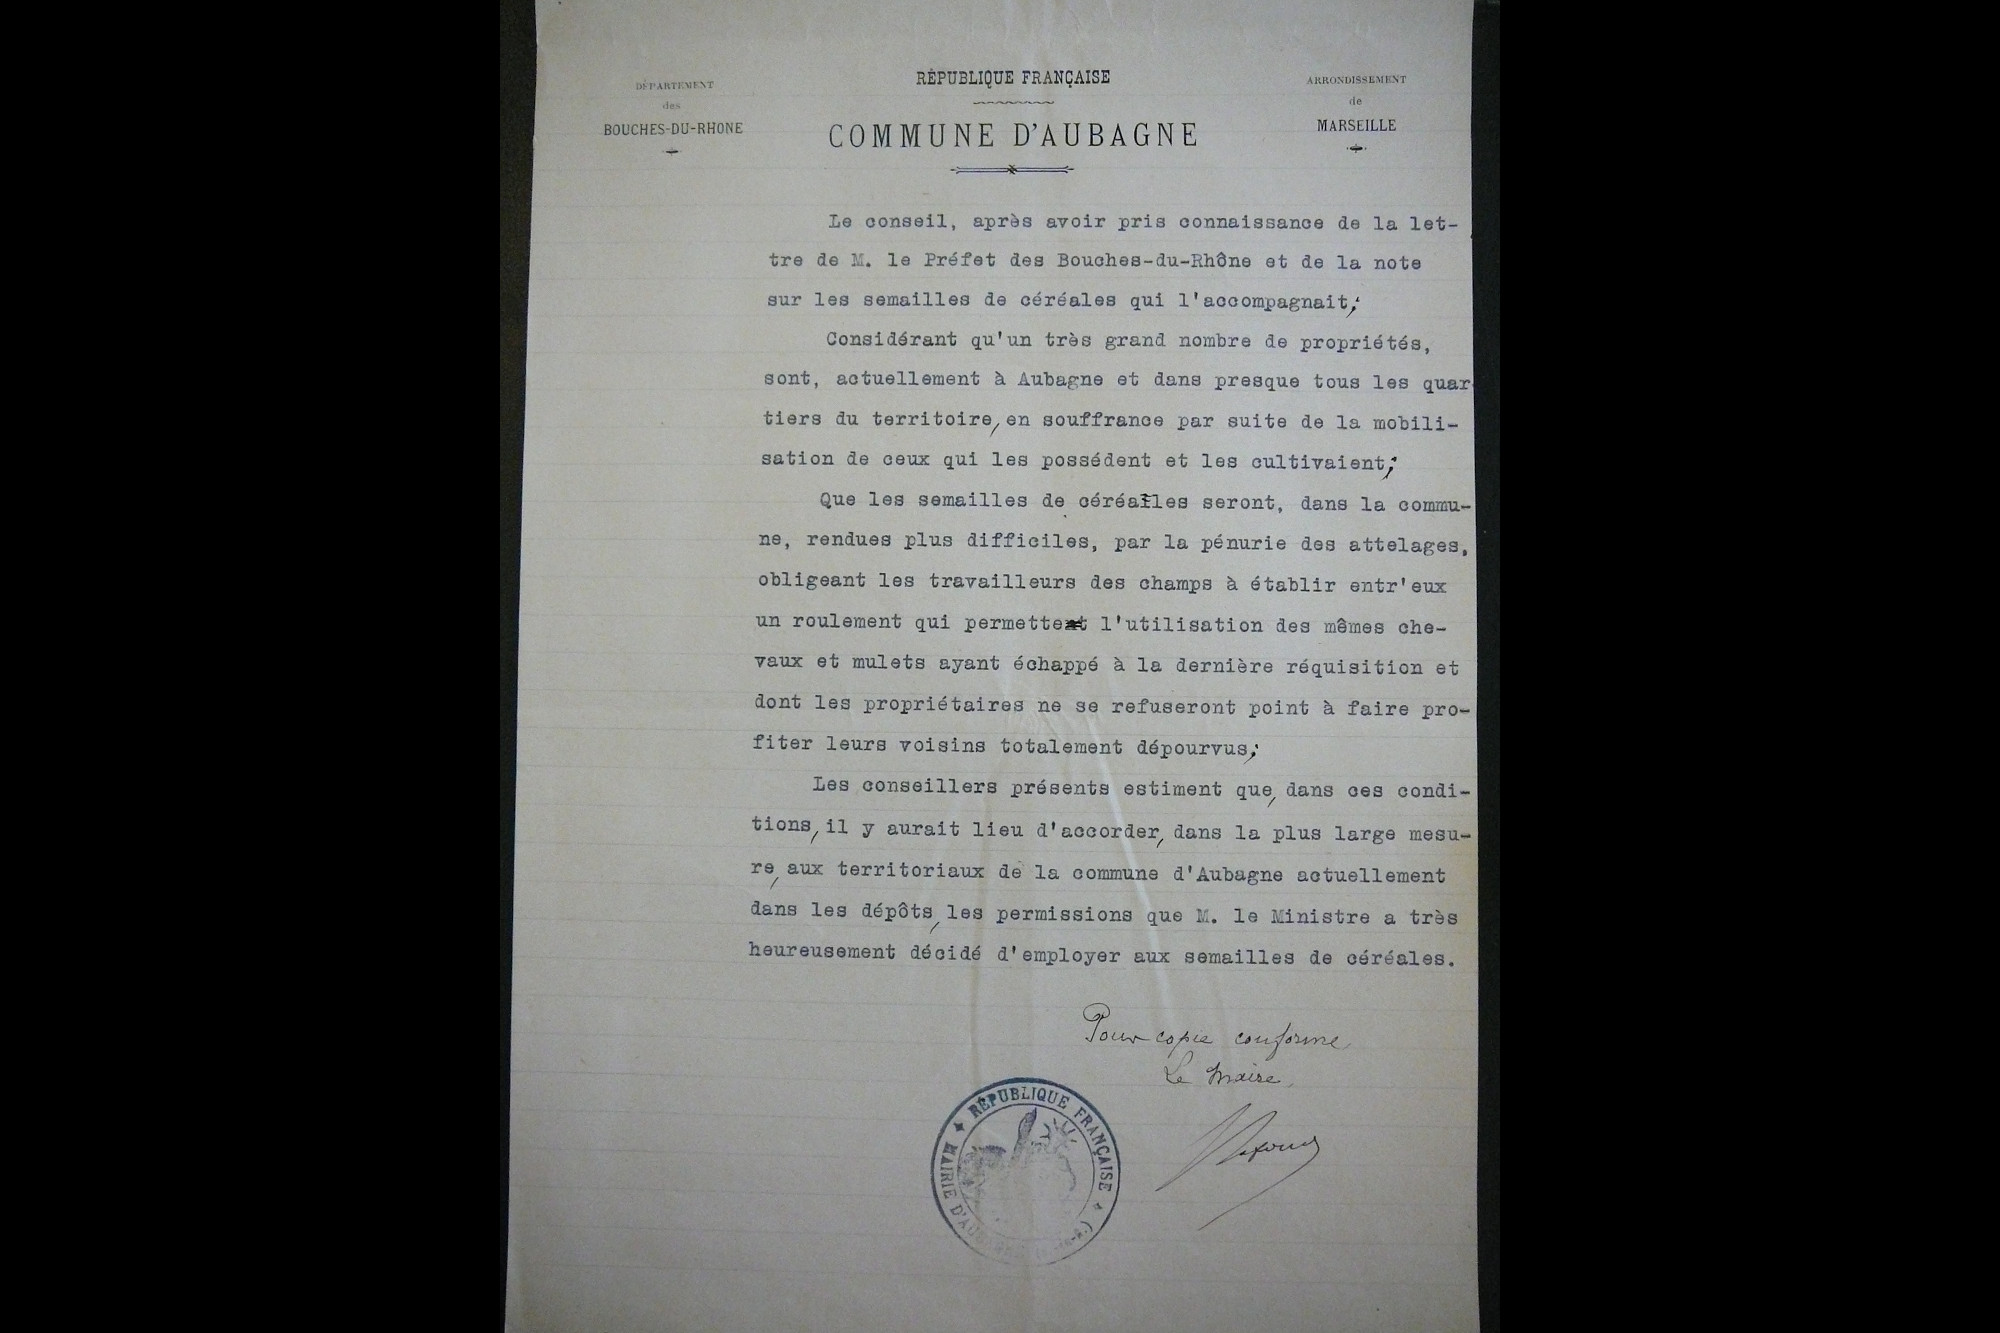 DÉPARTEMENT
des
BOUCHES-DU-RHONE
RÉPUBLIQUE FRANÇAISE
COMMUNE D'AUBAGNE
ARRONDISSEMENT
de
MARSEILLE
Le conseil, après avoir pris connaissance de la let-
tre de M. le Préfet des Bouches-du-Rhône et de la note
sur les semailles de céréales qui l'accompagnait;
Considérant qu'un très grand nombre de propriétés,
sont, actuellement à Aubagne et dans presque tous les quar
tiers du territoire, en souffrance par suite de la mobili-
sation de ceux qui les possédent et les cultivaient;
Que les semailles de céréales seront, dans la commu-
ne, rendues plus difficiles, par la pénurie des attelages,
obligeant les travailleurs des champs à établir entr'eux
un roulement qui permette l'utilisation des mêmes che-
vaux et mulets ayant échappé à la dernière réquisition et
dont les propriétaires ne se refuseront point à faire pro-
fiter leurs voisins totalement dépourvus;
Les conseillers présents estiment que, dans ces condi-
tions, il y aurait lieu d'accorder, dans la plus large mesu-
re, aux territoriaux de la commune d'Aubagne actuellement
dans les dépôts, les permissions que M. le Ministre a très
heureusement décidé d'employer aux semailles de céréales.
Pour copie conforme
Le Maire,
RÉPUBLIQUE FRANÇAISE
MAIRIE D'AUBAGNE